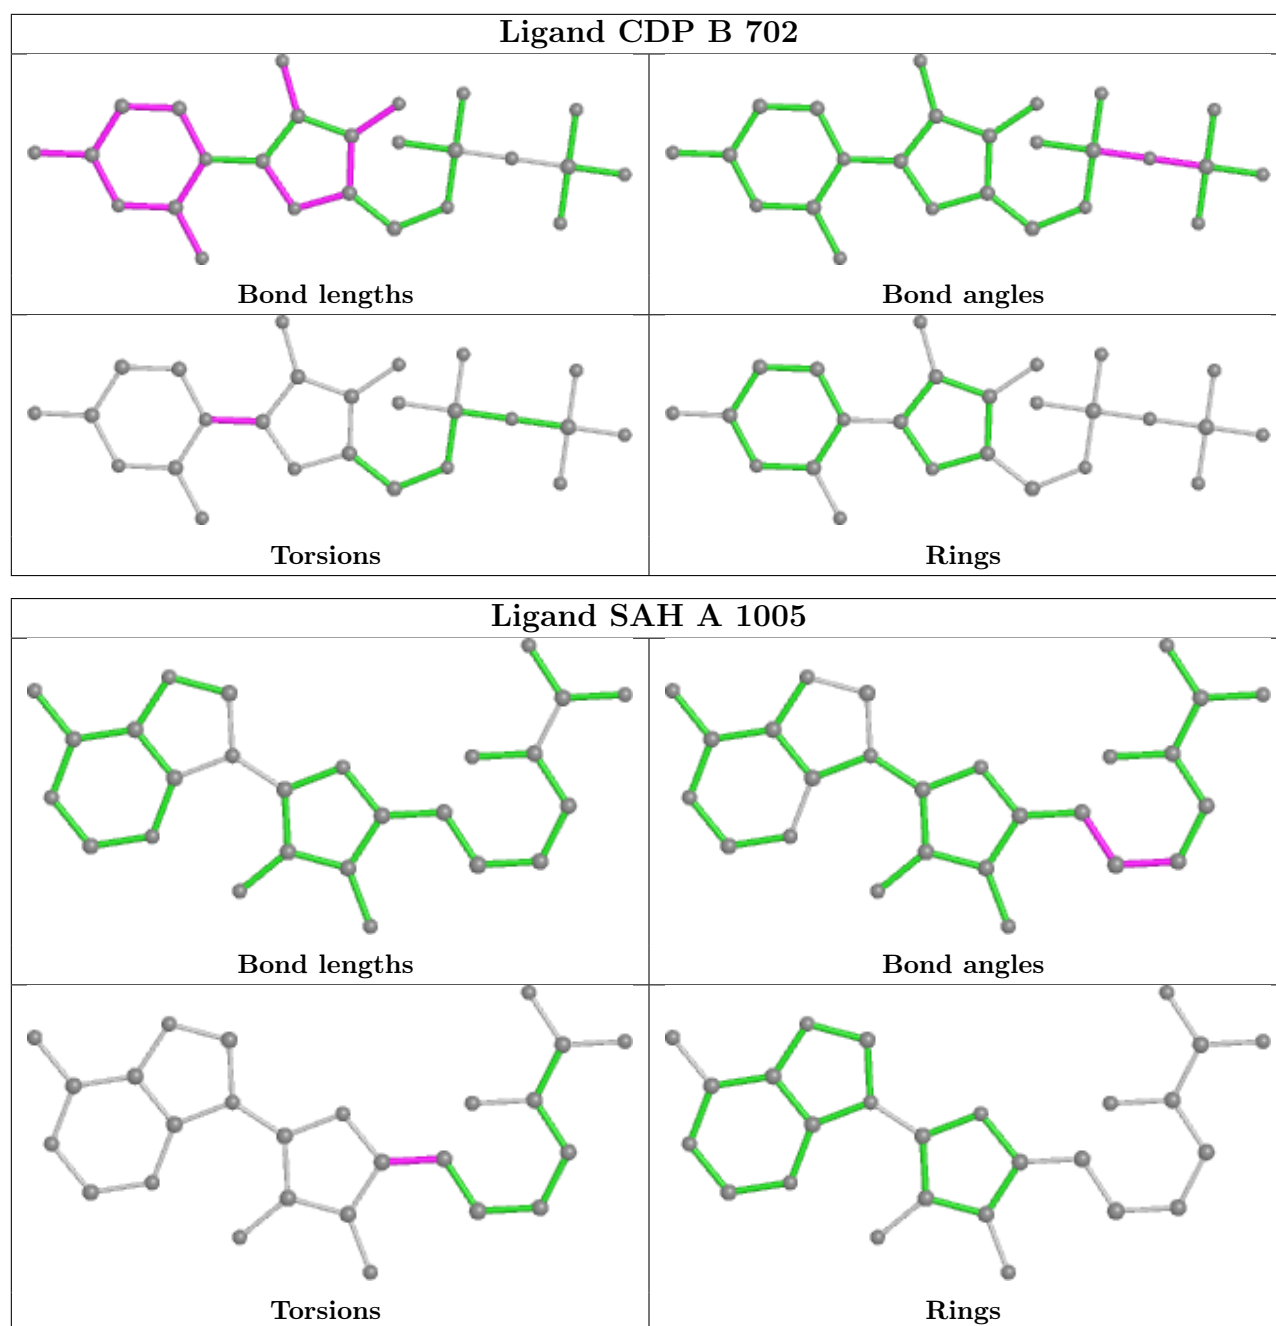 Ligand CDP B 702
Bond lengths
Bond angles
Torsions
Rings
Ligand SAH A 1005
Bond lengths
Bond angles
Torsions
Rings